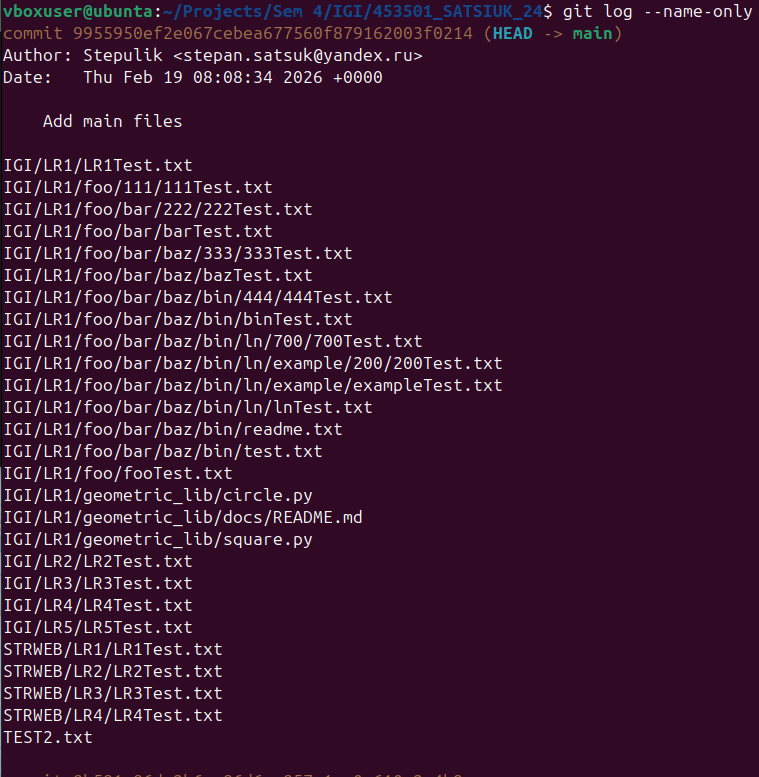 vboxuser@ubuntu:~/Projects/Sem 4/IGI/453501_SATSIUK_24$ git log --name-only
commit 9955950ef2e067cebea677560f879162003f0214 (HEAD -> main)
Author: Stepulik <stepan.satsuk@yandex.ru>
Date:   Thu Feb 19 08:08:34 2026 +0000
    Add main files
IGI/LR1/LR1Test.txt
IGI/LR1/foo/111/111Test.txt
IGI/LR1/foo/bar/222/222Test.txt
IGI/LR1/foo/bar/barTest.txt
IGI/LR1/foo/bar/baz/333/333Test.txt
IGI/LR1/foo/bar/baz/bazTest.txt
IGI/LR1/foo/bar/baz/bin/444/444Test.txt
IGI/LR1/foo/bar/baz/bin/binTest.txt
IGI/LR1/foo/bar/baz/bin/ln/700/700Test.txt
IGI/LR1/foo/bar/baz/bin/ln/example/200/200Test.txt
IGI/LR1/foo/bar/baz/bin/ln/example/exampleTest.txt
IGI/LR1/foo/bar/baz/bin/ln/lnTest.txt
IGI/LR1/foo/bar/baz/bin/readme.txt
IGI/LR1/foo/bar/baz/bin/test.txt
IGI/LR1/foo/fooTest.txt
IGI/LR1/geometric_lib/circle.py
IGI/LR1/geometric_lib/docs/README.md
IGI/LR1/geometric_lib/square.py
IGI/LR2/LR2Test.txt
IGI/LR3/LR3Test.txt
IGI/LR4/LR4Test.txt
IGI/LR5/LR5Test.txt
STRWEB/LR1/LR1Test.txt
STRWEB/LR2/LR2Test.txt
STRWEB/LR3/LR3Test.txt
STRWEB/LR4/LR4Test.txt
TEST2.txt